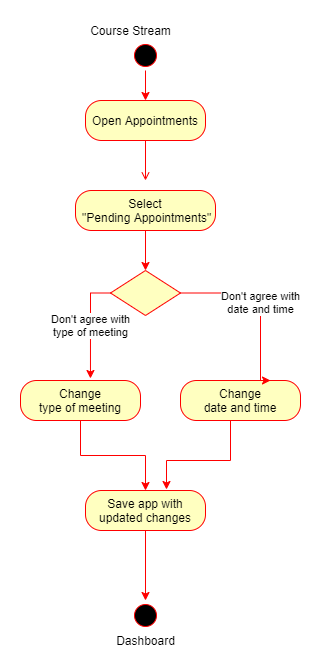 Course Stream
Open Appointments
Select
"Pending Appointments"
Don't agree with
type of meeting
Don't agree with
date and time
Change
type of meeting
Change
date and time
Save app with
updated changes
Dashboard